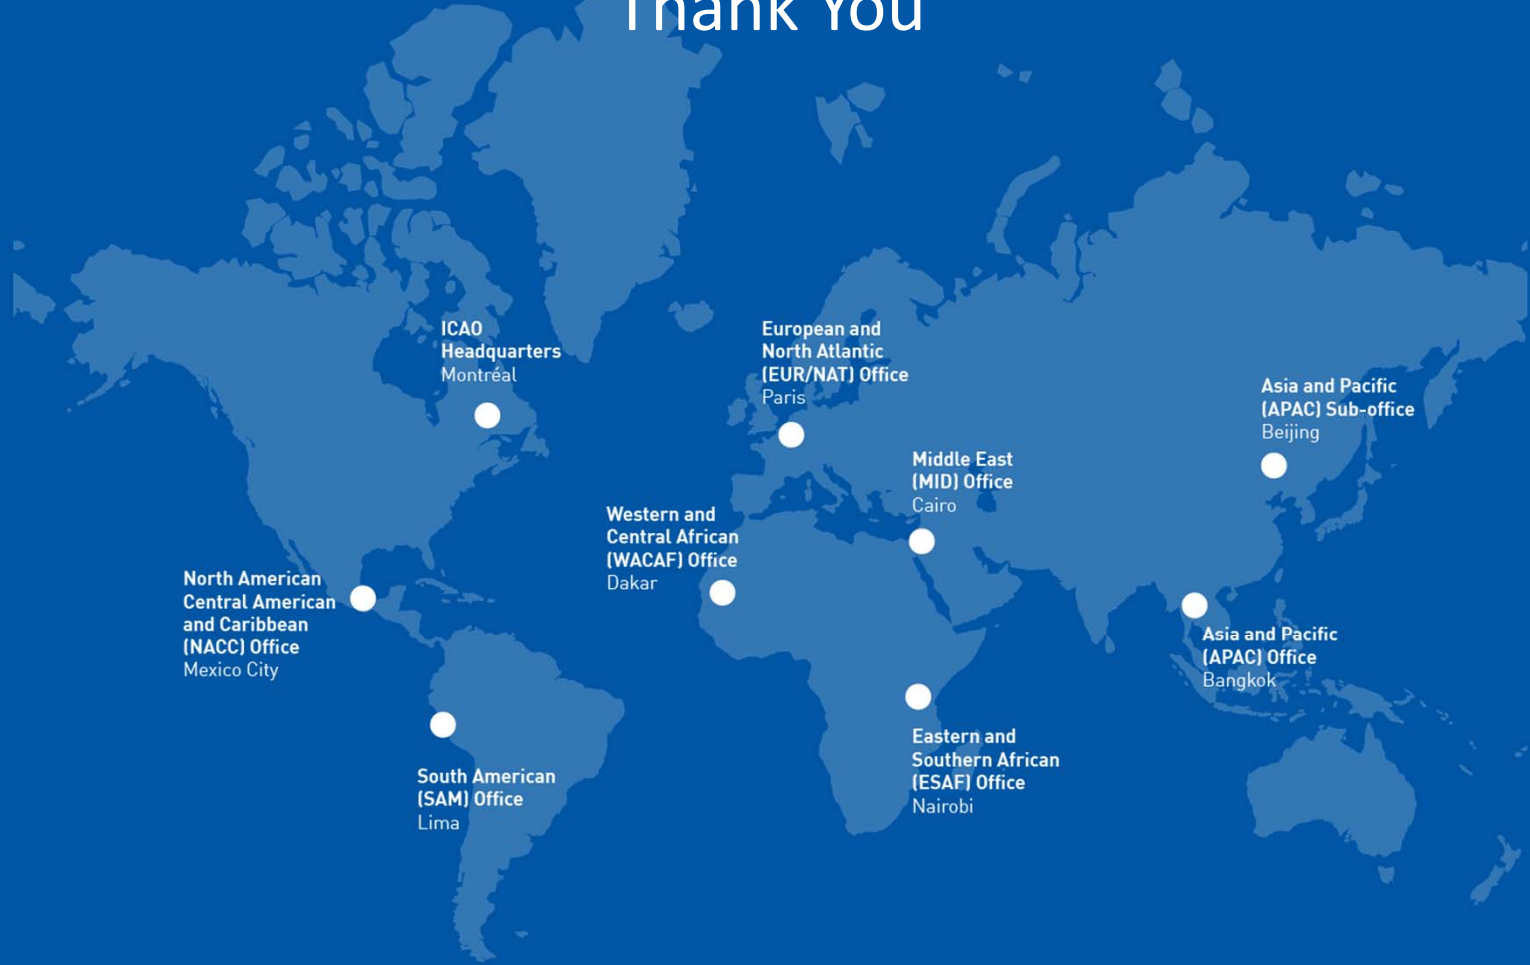 Thank You
ICAO
Headquarters
Montréal
European and
North Atlantic
(EUR/NAT) Office
Paris
Asia and Pacific
(APAC) Sub-office
Beijing
Middle East
(MID) Office
Cairo
Western and
Central African
(WACAF) Office
Dakar
North American
Central American
and Caribbean
(NACC) Office
Mexico City
Asia and Pacific
(APAC) Office
Bangkok
Eastern and
Southern African
(ESAF) Office
Nairobi
South American
(SAM) Office
Lima